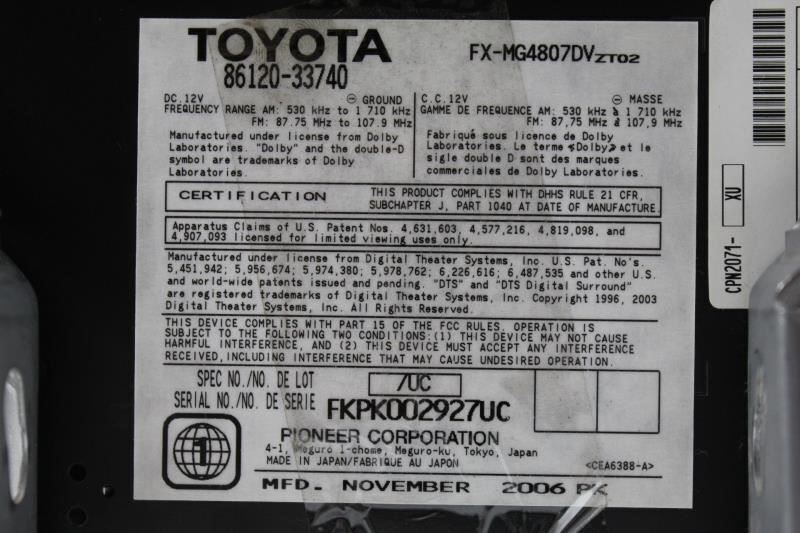 TOYOTA
86120-33740
FX-MG4807DVZT02
DC.12V ⊖ GROUND
FREQUENCY RANGE AM: 530 kHz to 1 710 kHz
FM: 87.75 MHz to 107.9 MHz
Manufactured under license from Dolby
Laboratories. "Dolby" and the double-D
symbol are trademarks of Dolby
Laboratories.
C.C.12V ⊖ MASSE
GAMME DE FREQUENCE AM: 530 kHz à 1 710 kHz
FM: 87,75 MHz à 107,9 MHz
Fabriqué sous licence de Dolby
Laboratories. Le terme «Dolby» et le
sigle double D sont des marques
commerciales de Dolby Laboratories.
CERTIFICATION
THIS PRODUCT COMPLIES WITH DHHS RULE 21 CFR,
SUBCHAPTER J, PART 1040 AT DATE OF MANUFACTURE
Apparatus Claims of U.S. Patent Nos. 4,631,603, 4,577,216, 4,819,098, and
4,907,093 licensed for limited viewing uses only.
Manufactured under license from Digital Theater Systems, Inc. U.S. Pat. No's.
5,451,942; 5,956,674; 5,974,380; 5,978,762; 6,226,616; 6,487,535 and other U.S.
and world-wide patents issued and pending. "DTS" and "DTS Digital Surround"
are registered trademarks of Digital Theater Systems, Inc. Copyright 1996, 2003
Digital Theater Systems, Inc. All Rights Reserved.
THIS DEVICE COMPLIES WITH PART 15 OF THE FCC RULES. OPERATION IS
SUBJECT TO THE FOLLOWING TWO CONDITIONS:(1) THIS DEVICE MAY NOT CAUSE
HARMFUL INTERFERENCE, AND (2) THIS DEVICE MUST ACCEPT ANY INTERFERENCE
RECEIVED, INCLUDING INTERFERENCE THAT MAY CAUSE UNDESIRED OPERATION.
SPEC NO./NO. DE LOT /UC
SERIAL NO./NO. DE SERIE FKPK002927UC
1
PIONEER CORPORATION
4-1, Meguro 1-chome, Meguro-ku, Tokyo, Japan
MADE IN JAPAN/FABRIQUE AU JAPON
<CEA6388-A>
MFD. NOVEMBER 2006 PK
CPN2071- XU